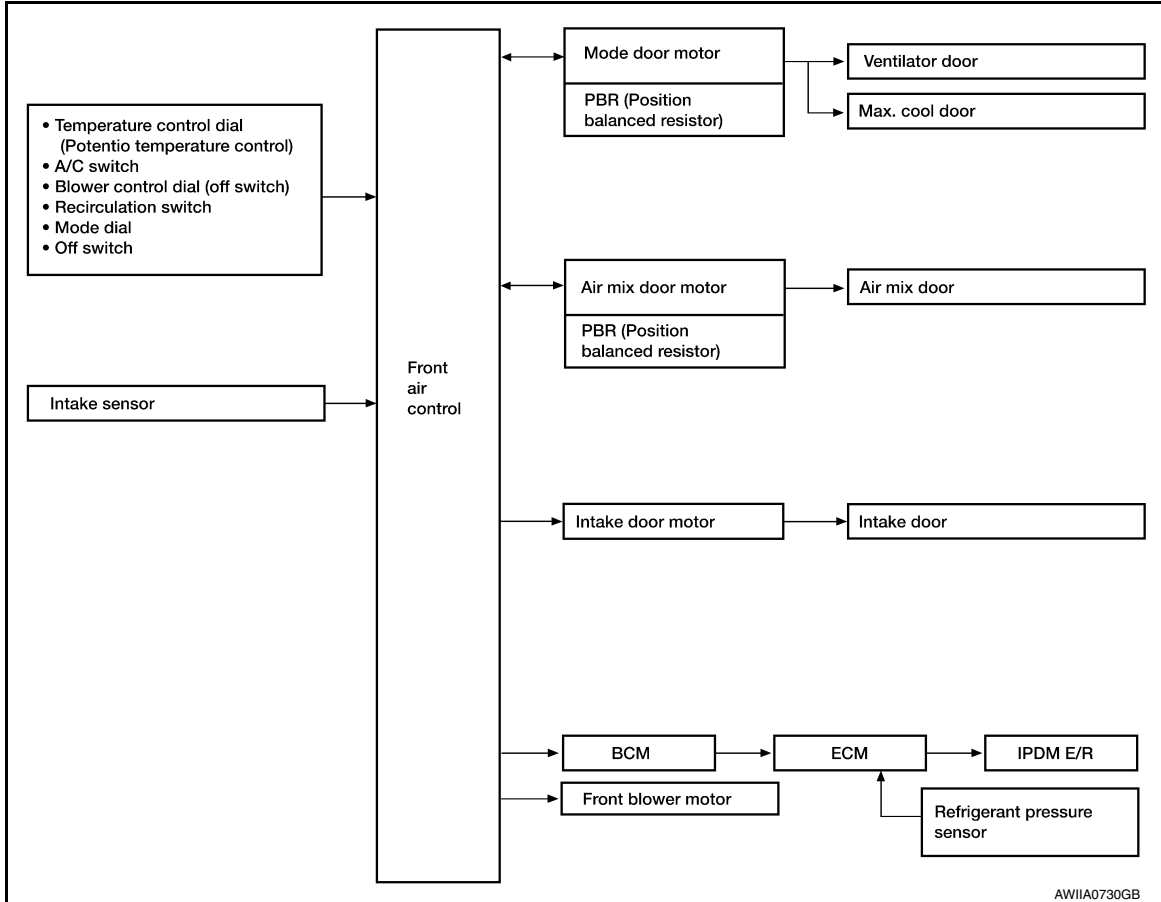 Mode door motor
PBR (Position
balanced resistor)
Ventilator door
Max. cool door
• Temperature control dial
(Potentio temperature control)
• A/C switch
• Blower control dial (off switch)
• Recirculation switch
• Mode dial
• Off switch
Air mix door motor
PBR (Position
balanced resistor)
Air mix door
Front
air
control
Intake sensor
Intake door motor
Intake door
BCM
ECM
IPDM E/R
Front blower motor
Refrigerant pressure
sensor
AWIIA0730GB